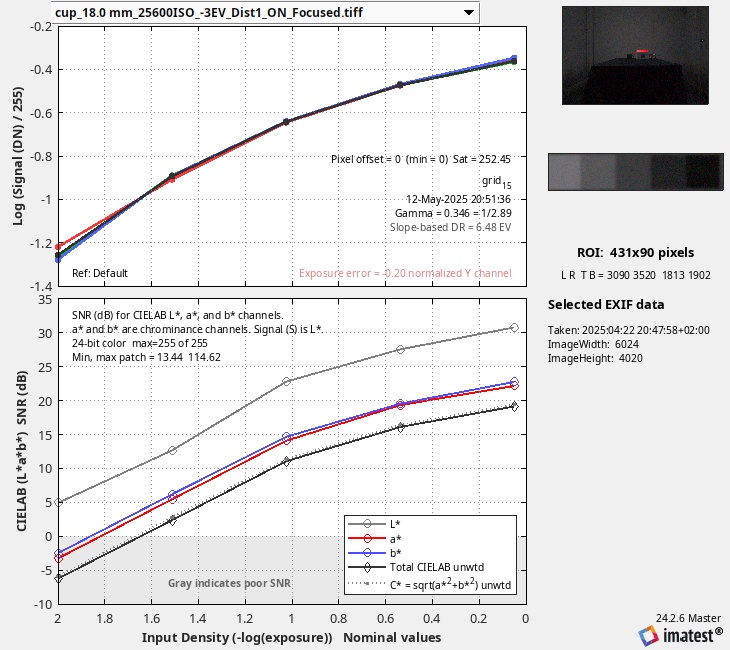 cup_18.0 mm_25600ISO_-3EV_Dist1_ON_Focused.tiff
-0.2
-0.4
-0.6
-0.8
-1
-1.2
-1.4
Log (Signal (DN) / 255)
Pixel offset = 0 (min = 0) Sat = 252.45
grid15
12-May-2025 20:51:36
Gamma = 0.346 = 1/2.89
Slope-based DR = 6.48 EV
Ref: Default
Exposure error = -0.20 normalized Y channel
35
30
25
20
15
10
5
0
-5
-10
CIELAB (L*a*b*) SNR (dB)
SNR (dB) for CIELAB L*, a*, and b* channels.
a* and b* are chrominance channels. Signal (S) is L*.
24-bit color max=255 of 255
Min, max patch = 13.44 114.62
L*
a*
b*
Total CIELAB unwtd
C* = sqrt(a*2+b*2) unwtd
Gray indicates poor SNR
2 1.8 1.6 1.4 1.2 1 0.8 0.6 0.4 0.2 0
Input Density (-log(exposure)) Nominal values
ROI: 431x90 pixels
L R T B = 3090 3520 1813 1902
Selected EXIF data
Taken: 2025:04:22 20:47:58+02:00
ImageWidth: 6024
ImageHeight: 4020
24.2.6 Master
imatest®